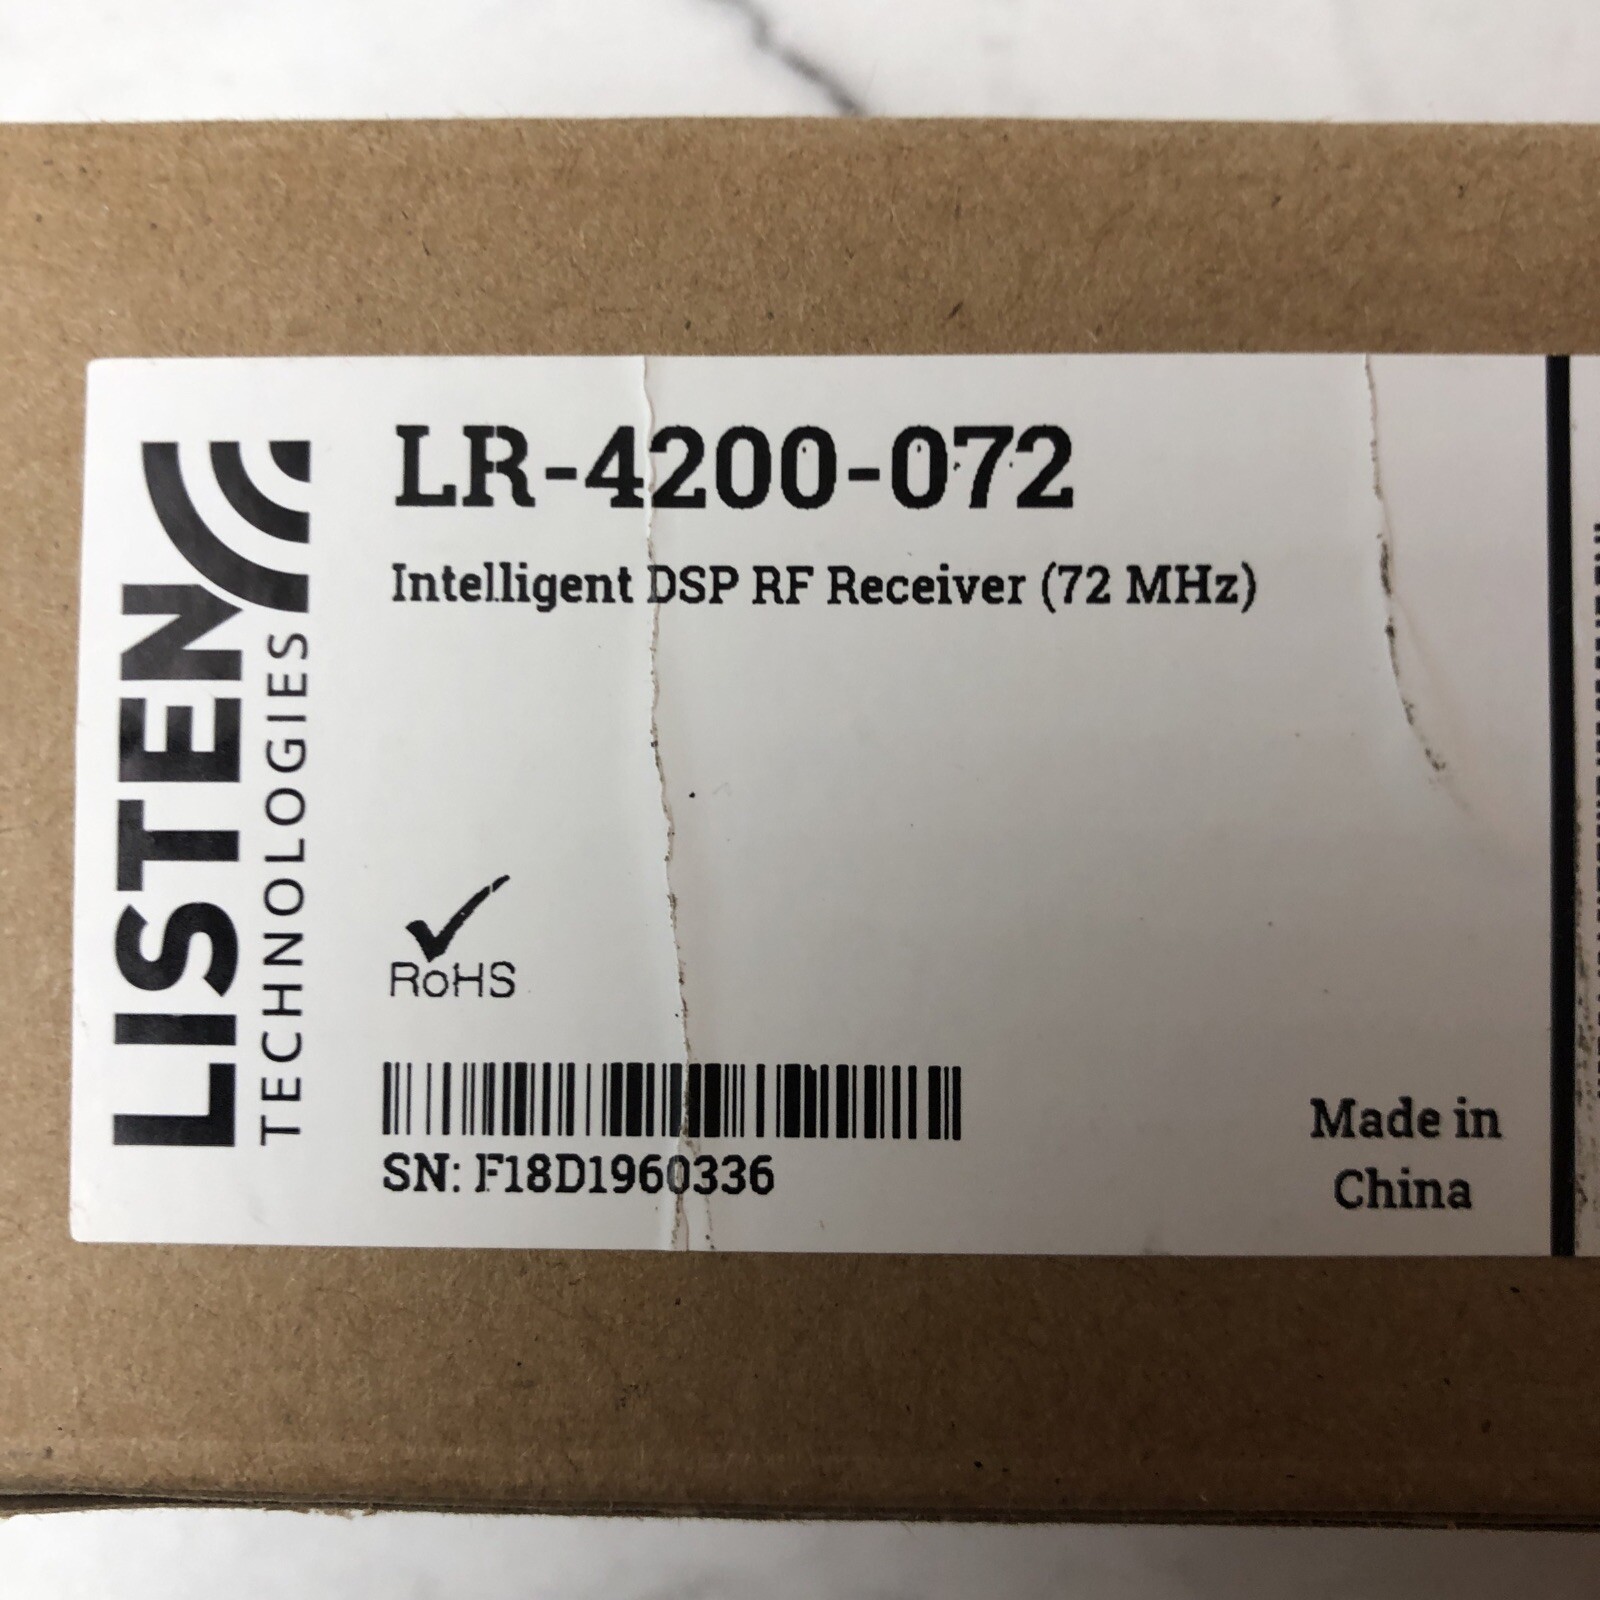 LISTEN
TECHNOLOGIES
LR-4200-072
Intelligent DSP RF Receiver (72 MHz)
RoHS
SN: F18D1960336
Made in
China